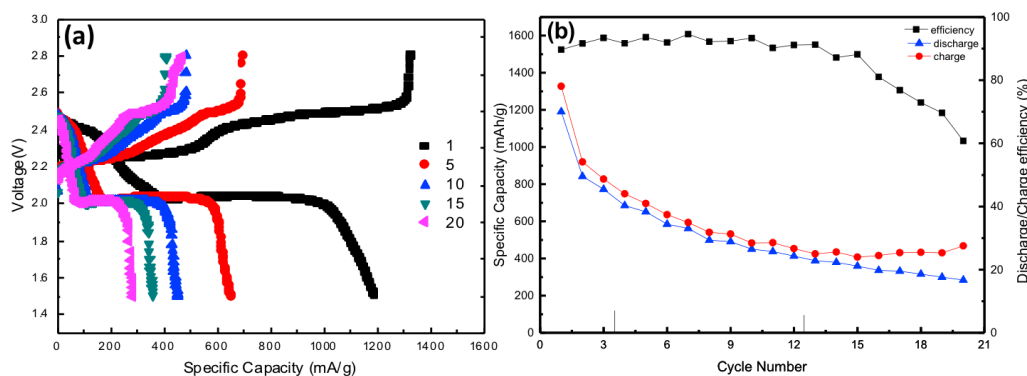 (a)
3.0
2.8
2.6
2.4
2.2
2.0
1.8
1.6
1.4
Voltage(V)
1
5
10
15
20
0 200 400 600 800 1000 1200 1400 1600
Specific Capacity (mA/g)
(b)
1600
1400
1200
1000
800
600
400
200
0
Specific Capacity (mAh/g)
efficiency
discharge
charge
100
80
60
40
20
0
Discharge/Charge efficiency (%)
0 3 6 9 12 15 18 21
Cycle Number